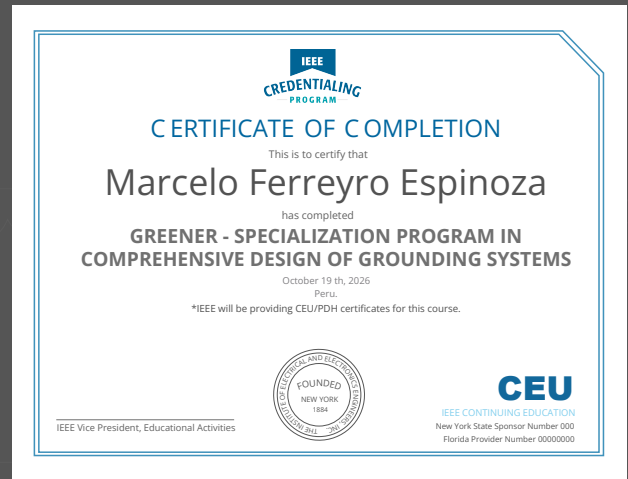 IEEE
CREDENTIALING
PROGRAM
CERTIFICATE OF COMPLETION
This is to certify that
Marcelo Ferreyro Espinoza
has completed
GREENER - SPECIALIZATION PROGRAM IN
COMPREHENSIVE DESIGN OF GROUNDING SYSTEMS
October 19 th, 2026
Peru.
*IEEE will be providing CEU/PDH certificates for this course.
THE INSTITUTE OF ELECTRICAL AND ELECTRONICS ENGINEERS, INC.
FOUNDED
NEW YORK
1884
IEEE Vice President, Educational Activities
CEU
IEEE CONTINUING EDUCATION
New York State Sponsor Number 000
Florida Provider Number 00000000